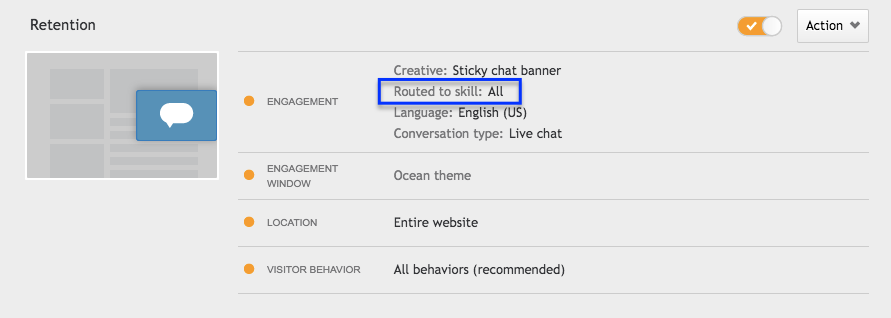 Retention
Action
ENGAGEMENT
Creative: Sticky chat banner
Routed to skill: All
Language: English (US)
Conversation type: Live chat
ENGAGEMENT
WINDOW
Ocean theme
LOCATION
Entire website
VISITOR BEHAVIOR
All behaviors (recommended)